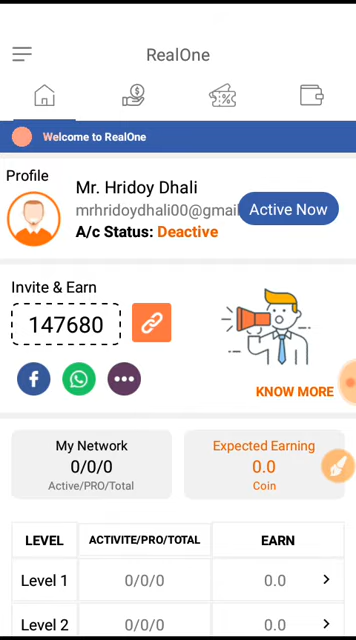 RealOne
Welcome to RealOne
Profile
Mr. Hridoy Dhali
mrhridoydhali00@gmai
Active Now
A/c Status: Deactive
Invite & Earn
147680
KNOW MORE
My Network
0/0/0
Active/PRO/Total
Expected Earning
0.0
Coin
LEVEL ACTIVITE/PRO/TOTAL EARN
Level 1 0/0/0 0.0
Level 2 0/0/0 0.0